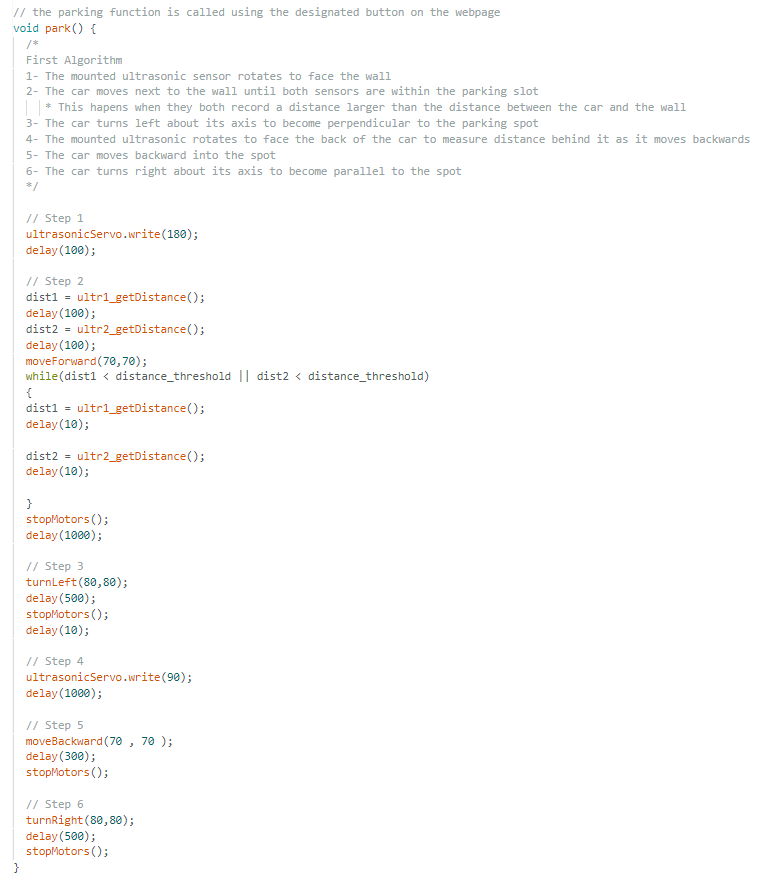 // the parking function is called using the designated button on the webpage
void park() {
/*
First Algorithm
1- The mounted ultrasonic sensor rotates to face the wall
2- The car moves next to the wall until both sensors are within the parking slot
* This hapens when they both record a distance larger than the distance between the car and the wall
3- The car turns left about its axis to become perpendicular to the parking spot
4- The mounted ultrasonic rotates to face the back of the car to measure distance behind it as it moves backwards
5- The car moves backward into the spot
6- The car turns right about its axis to become parallel to the spot
*/
// Step 1
ultrasonicServo.write(180);
delay(100);
// Step 2
dist1 = ultr1_getDistance();
delay(100);
dist2 = ultr2_getDistance();
delay(100);
moveForward(70,70);
while(dist1 < distance_threshold || dist2 < distance_threshold)
{
dist1 = ultr1_getDistance();
delay(10);
dist2 = ultr2_getDistance();
delay(10);
}
stopMotors();
delay(1000);
// Step 3
turnLeft(80,80);
delay(500);
stopMotors();
delay(10);
// Step 4
ultrasonicServo.write(90);
delay(1000);
// Step 5
moveBackward(70 , 70 );
delay(300);
stopMotors();
// Step 6
turnRight(80,80);
delay(500);
stopMotors();
}